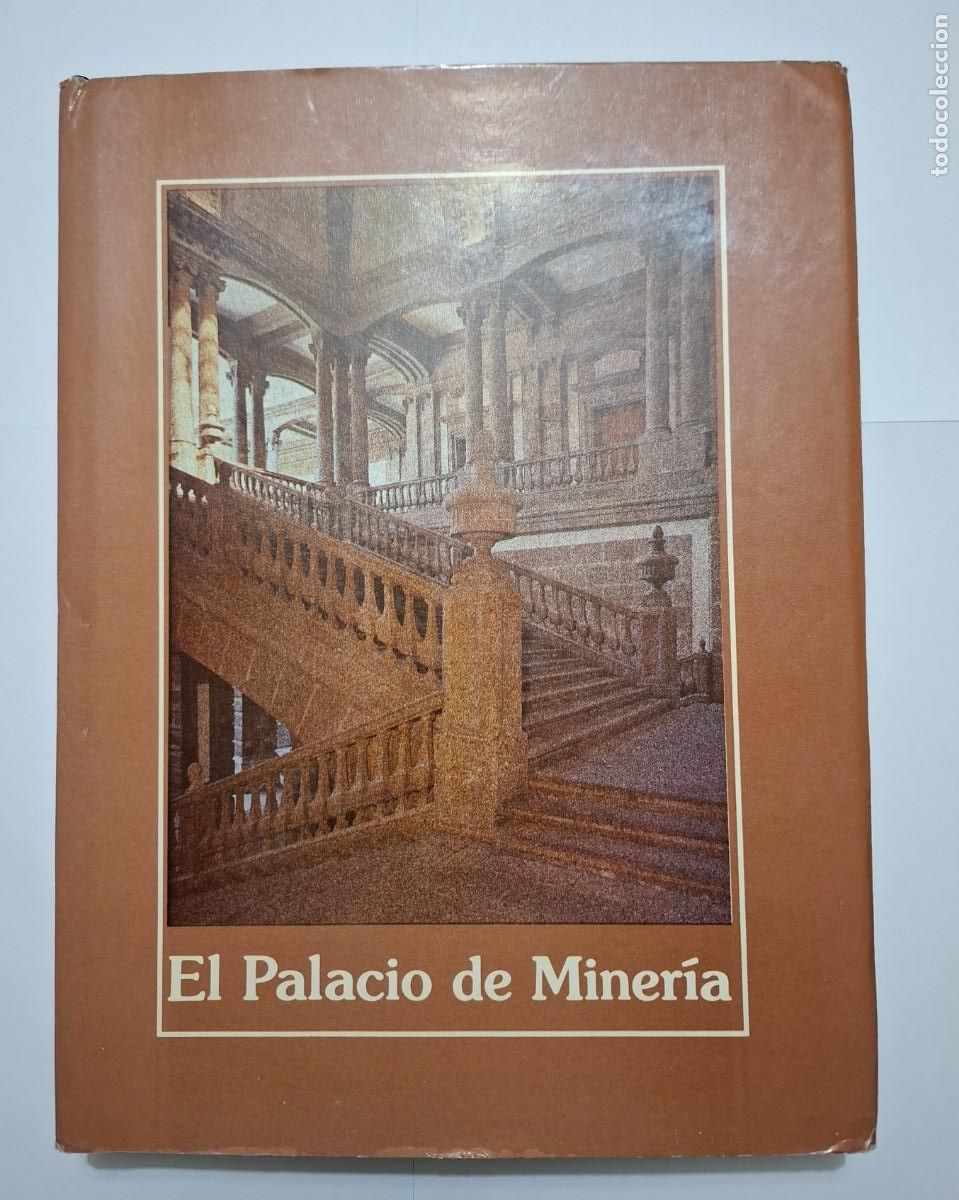 todocoleccion
El Palacio de Minería